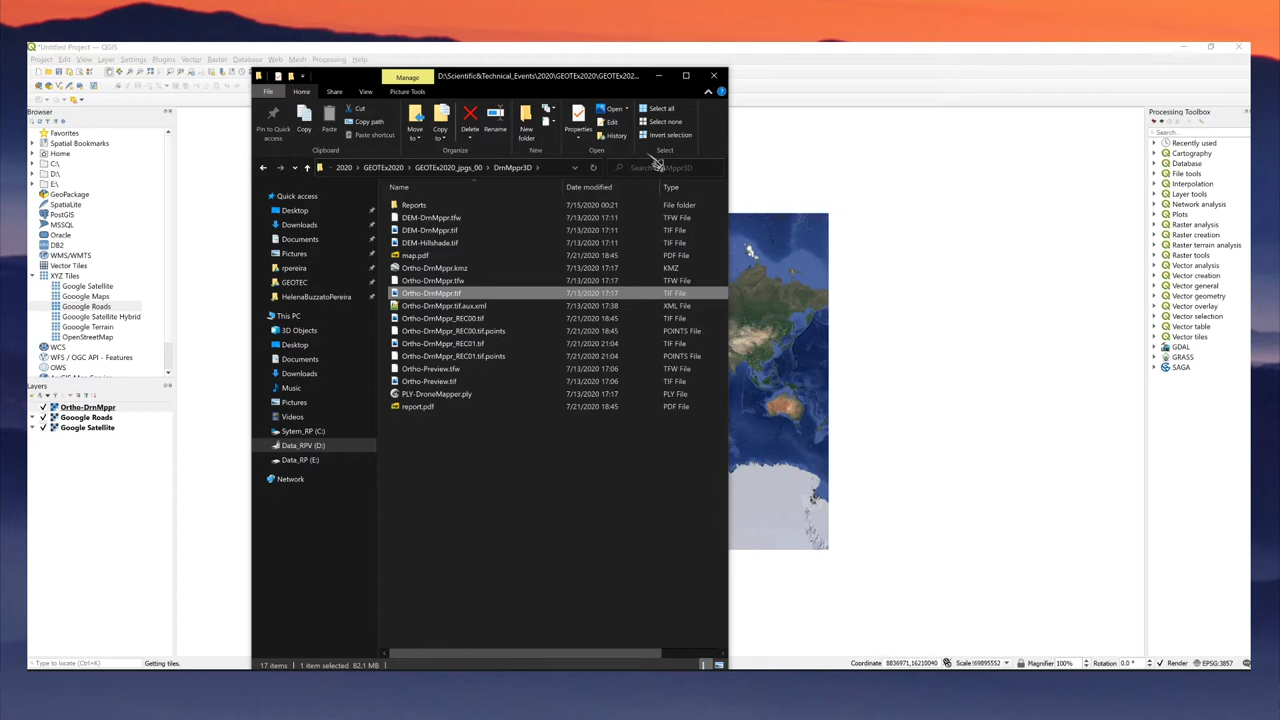 *Untitled Project — QGIS
Project Edit View Layer Settings Plugins Vector Raster Database Web Mesh Processing Help
Browser
Favorites
Spatial Bookmarks
Home
C:\
D:\
E:\
GeoPackage
SpatiaLite
PostGIS
MSSQL
Oracle
DB2
WMS/WMTS
Vector Tiles
XYZ Tiles
Google Satellite
Gooogle Maps
Gooogle Roads
Google Satellite Hybrid
Google Terrain
OpenStreetMap
WCS
WFS / OGC API - Features
OWS
Layers
Ortho-DrnMppr
Gooogle Roads
Google Satellite
Type to locate (Ctrl+K)
Getting tiles.
Manage
D:\Scientific&Technical_Events\2020\GEOTEx2020\GEOTEx202...
File Home Share View Picture Tools
Pin to Quick access
Copy
Paste
Cut
Copy path
Paste shortcut
Clipboard
Move to
Copy to
Delete
Rename
Organize
New folder
New
Properties
Open
Edit
History
Open
Select all
Select none
Invert selection
Select
2020 › GEOTEx2020 › GEOTEx2020_jpgs_00 › DrnMppr3D ›
Quick access
Desktop
Downloads
Documents
Pictures
rpereira
GEOTEC
HelenaBuzzatoPereira
This PC
3D Objects
Desktop
Documents
Downloads
Music
Pictures
Videos
Sytem_RP (C:)
Data_RPV (D:)
Data_RP (E:)
Network
Name Date modified Type
Reports 7/15/2020 00:21 File folder
DEM-DrnMppr.tfw 7/13/2020 17:11 TFW File
DEM-DrnMppr.tif 7/13/2020 17:11 TIF File
DEM-Hillshade.tif 7/13/2020 17:11 TIF File
map.pdf 7/21/2020 18:45 PDF File
Ortho-DrnMppr.kmz 7/13/2020 17:17 KMZ
Ortho-DrnMppr.tfw 7/13/2020 17:17 TFW File
Ortho-DrnMppr.tif 7/13/2020 17:17 TIF File
Ortho-DrnMppr.tif.aux.xml 7/13/2020 17:38 XML File
Ortho-DrnMppr_REC00.tif 7/21/2020 18:45 TIF File
Ortho-DrnMppr_REC00.tif.points 7/21/2020 18:45 POINTS File
Ortho-DrnMppr_REC01.tif 7/21/2020 21:04 TIF File
Ortho-DrnMppr_REC01.tif.points 7/21/2020 21:04 POINTS File
Ortho-Preview.tfw 7/13/2020 17:06 TFW File
Ortho-Preview.tif 7/13/2020 17:06 TIF File
PLY-DroneMapper.ply 7/13/2020 17:17 PLY File
report.pdf 7/21/2020 18:45 PDF File
17 items 1 item selected 82.1 MB
Processing Toolbox
Search...
Recently used
Cartography
Database
File tools
Interpolation
Layer tools
Network analysis
Plots
Raster analysis
Raster creation
Raster terrain analysis
Raster tools
Vector analysis
Vector creation
Vector general
Vector geometry
Vector overlay
Vector selection
Vector table
Vector tiles
GDAL
GRASS
SAGA
Coordinate 8836971,16210040 Scale 1:69895552 Magnifier 100% Rotation 0.0 ° Render EPSG:3857